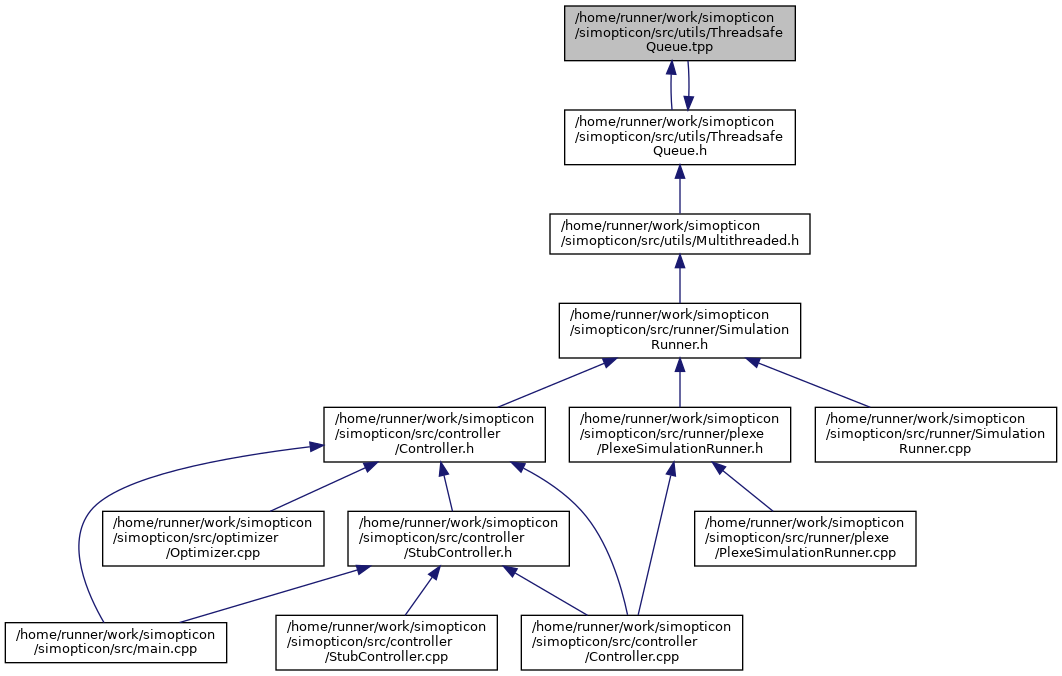 /home/runner/work/simopticon
/simopticon/src/utils/Threadsafe
Queue.tpp
/home/runner/work/simopticon
/simopticon/src/utils/Threadsafe
Queue.h
/home/runner/work/simopticon
/simopticon/src/utils/Multithreaded.h
/home/runner/work/simopticon
/simopticon/src/runner/Simulation
Runner.h
/home/runner/work/simopticon
/simopticon/src/controller
/Controller.h
/home/runner/work/simopticon
/simopticon/src/runner/plexe
/PlexeSimulationRunner.h
/home/runner/work/simopticon
/simopticon/src/runner/Simulation
Runner.cpp
/home/runner/work/simopticon
/simopticon/src/optimizer
/Optimizer.cpp
/home/runner/work/simopticon
/simopticon/src/controller
/StubController.h
/home/runner/work/simopticon
/simopticon/src/runner/plexe
/PlexeSimulationRunner.cpp
/home/runner/work/simopticon
/simopticon/src/main.cpp
/home/runner/work/simopticon
/simopticon/src/controller
/StubController.cpp
/home/runner/work/simopticon
/simopticon/src/controller
/Controller.cpp